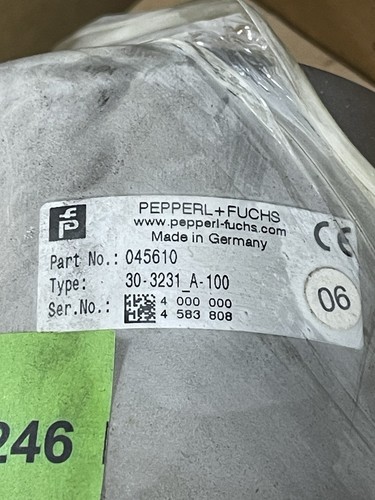 PEPPERL+FUCHS
www.pepperl-fuchs.com
Made in Germany
CE
Part No.: 045610
Type: 30-3231_A-100
Ser.No.: 4 000 000
4 583 808
06
246